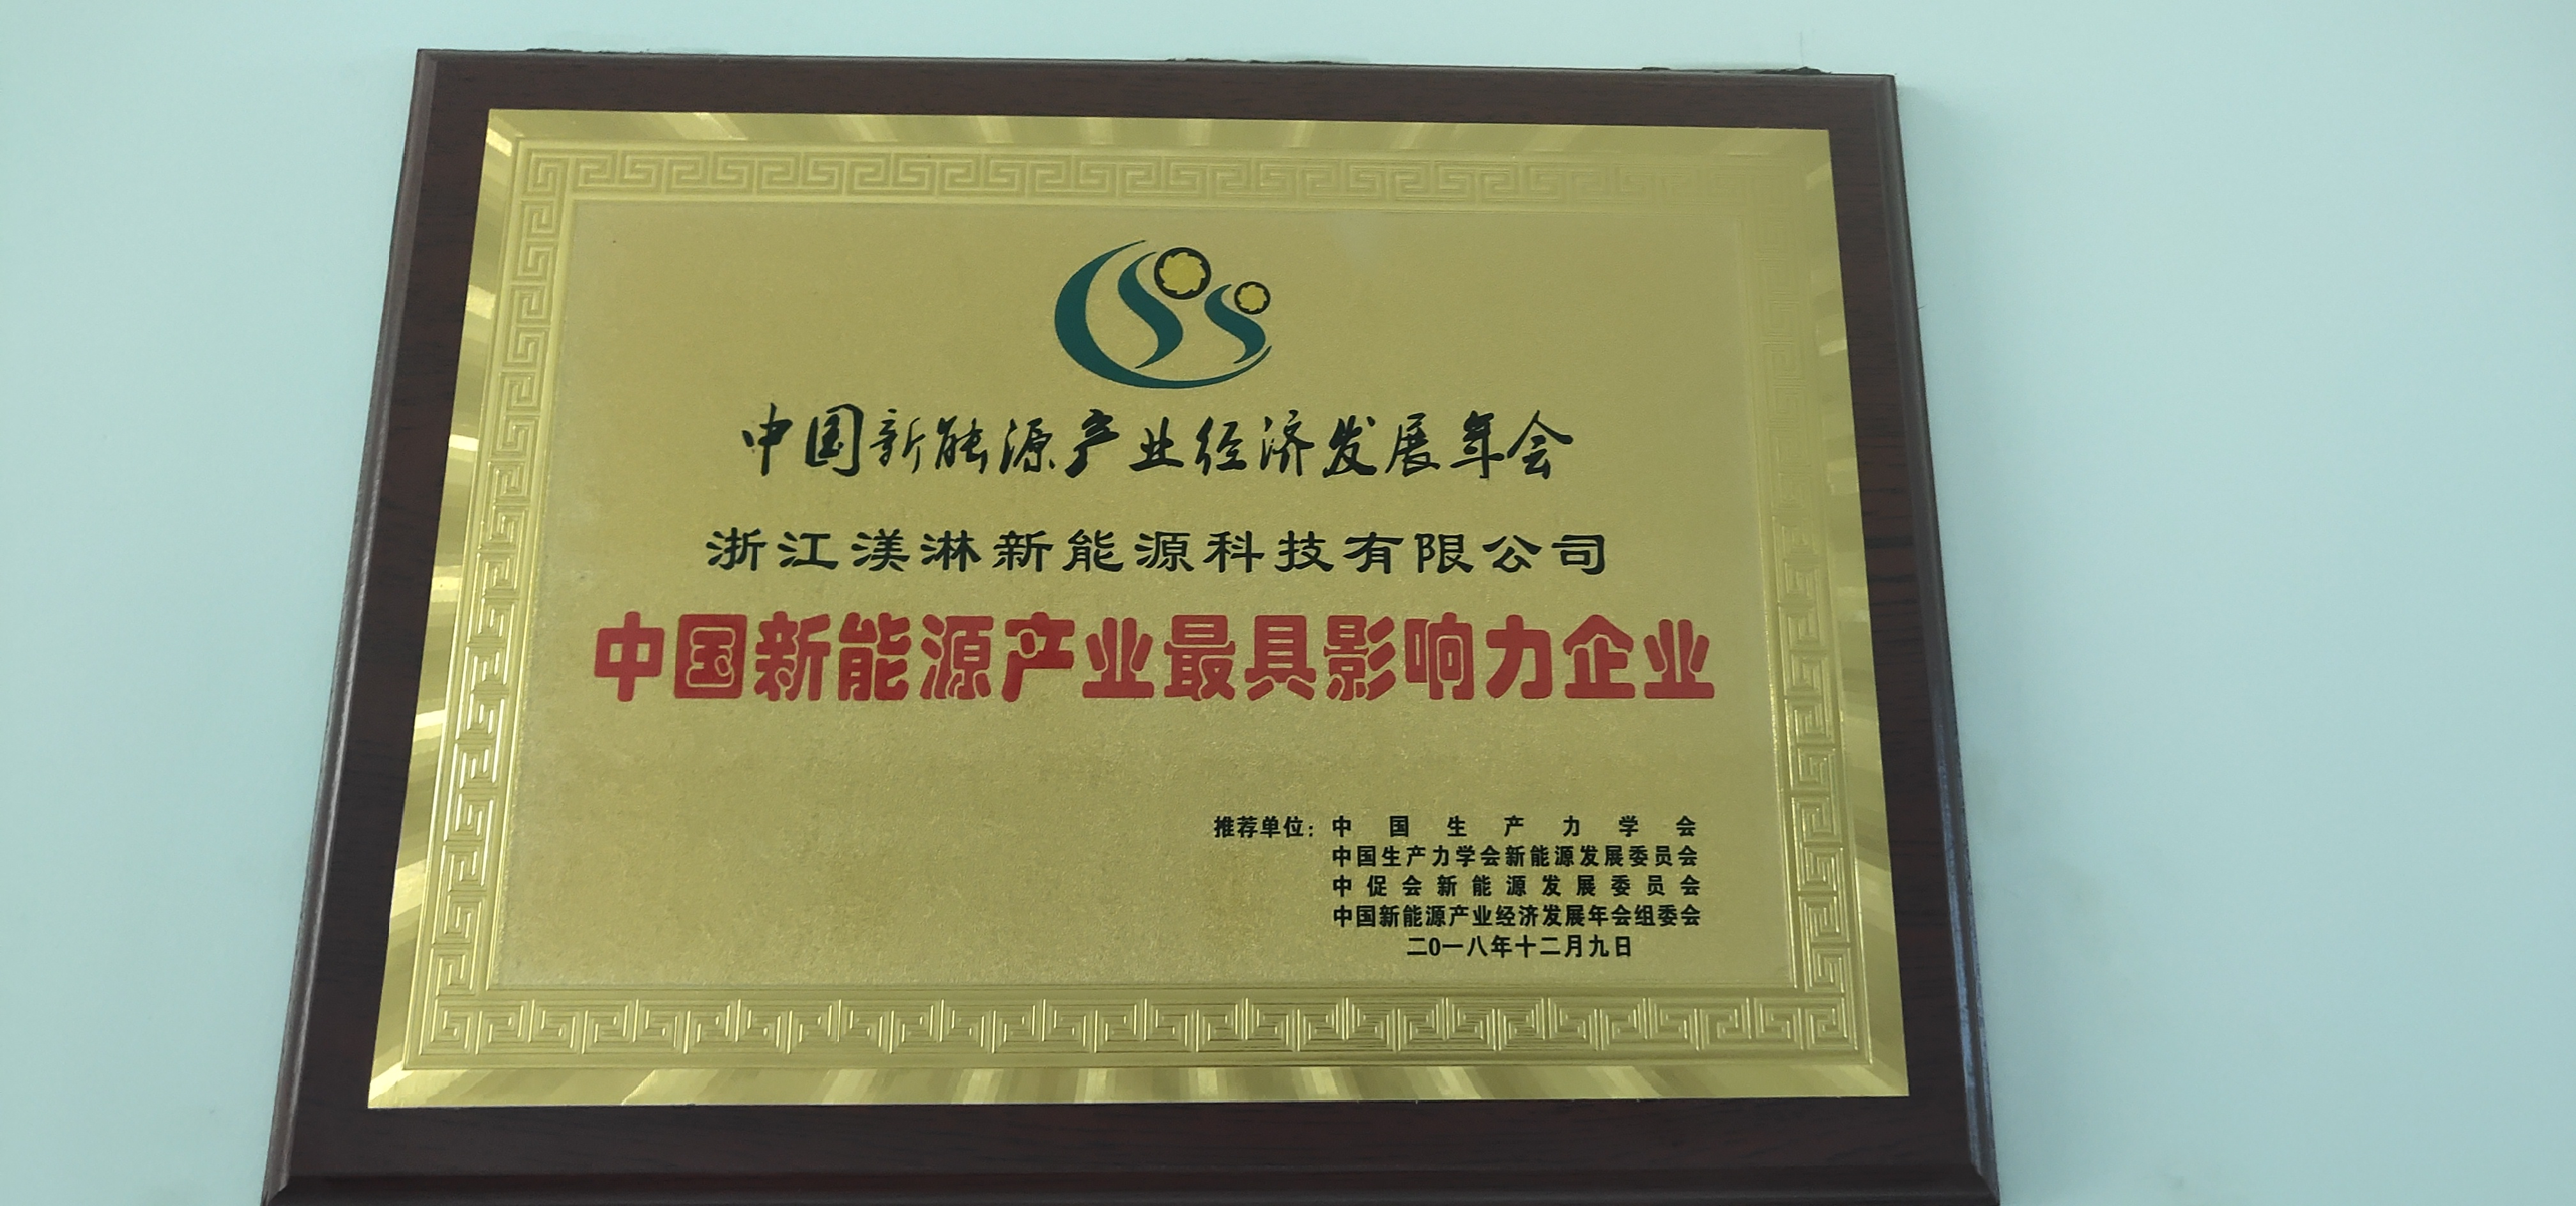 中国新能源产业经济发展年会
浙江渼淋新能源科技有限公司
中国新能源产业最具影响力企业
推荐单位：中国生产力学会
中国生产力学会新能源发展委员会
中促会新能源发展委员会
中国新能源产业经济发展年会组委会
二0一八年十二月九日